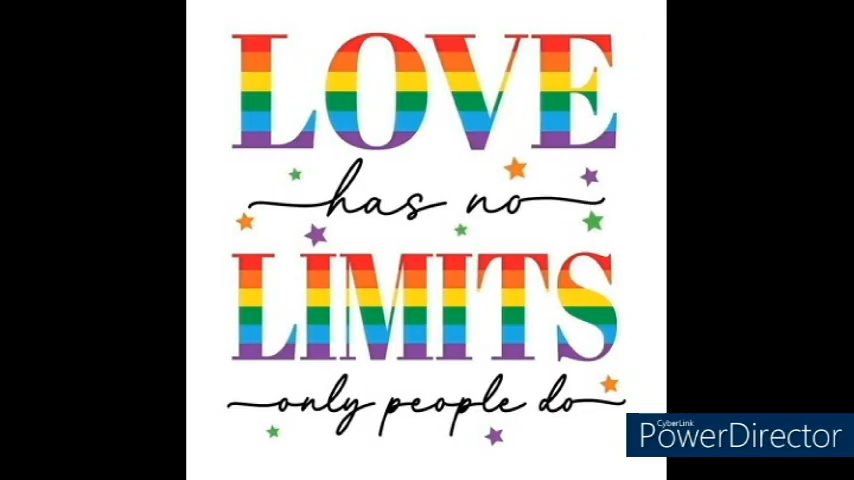 LOVE
has no
LIMITS
only people do
CyberLink
PowerDirector